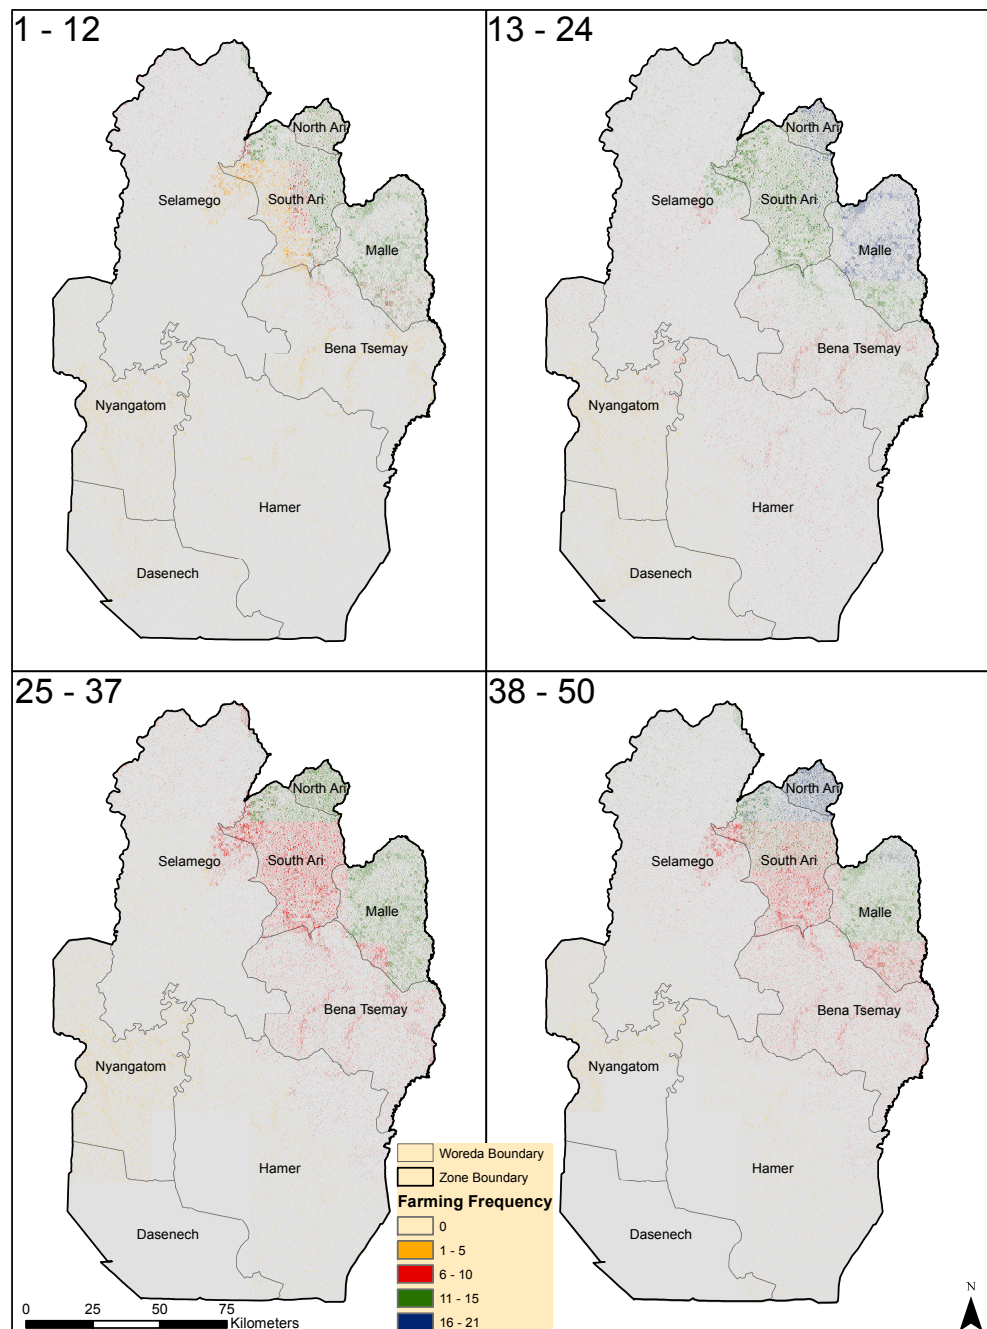 1 - 12
North Ari
Selamego
South Ari
Malle
Bena Tsemay
Nyangatom
Hamer
Dasenech
13 - 24
North Ari
Selamego
South Ari
Malle
Bena Tsemay
Nyangatom
Hamer
Dasenech
25 - 37
North Ari
Selamego
South Ari
Malle
Bena Tsemay
Nyangatom
Hamer
Dasenech
38 - 50
North Ari
Selamego
South Ari
Malle
Bena Tsemay
Nyangatom
Hamer
Dasenech
Woreda Boundary
Zone Boundary
Farming Frequency
0
1 - 5
6 - 10
11 - 15
16 - 21
0 25 50 75
Kilometers
N